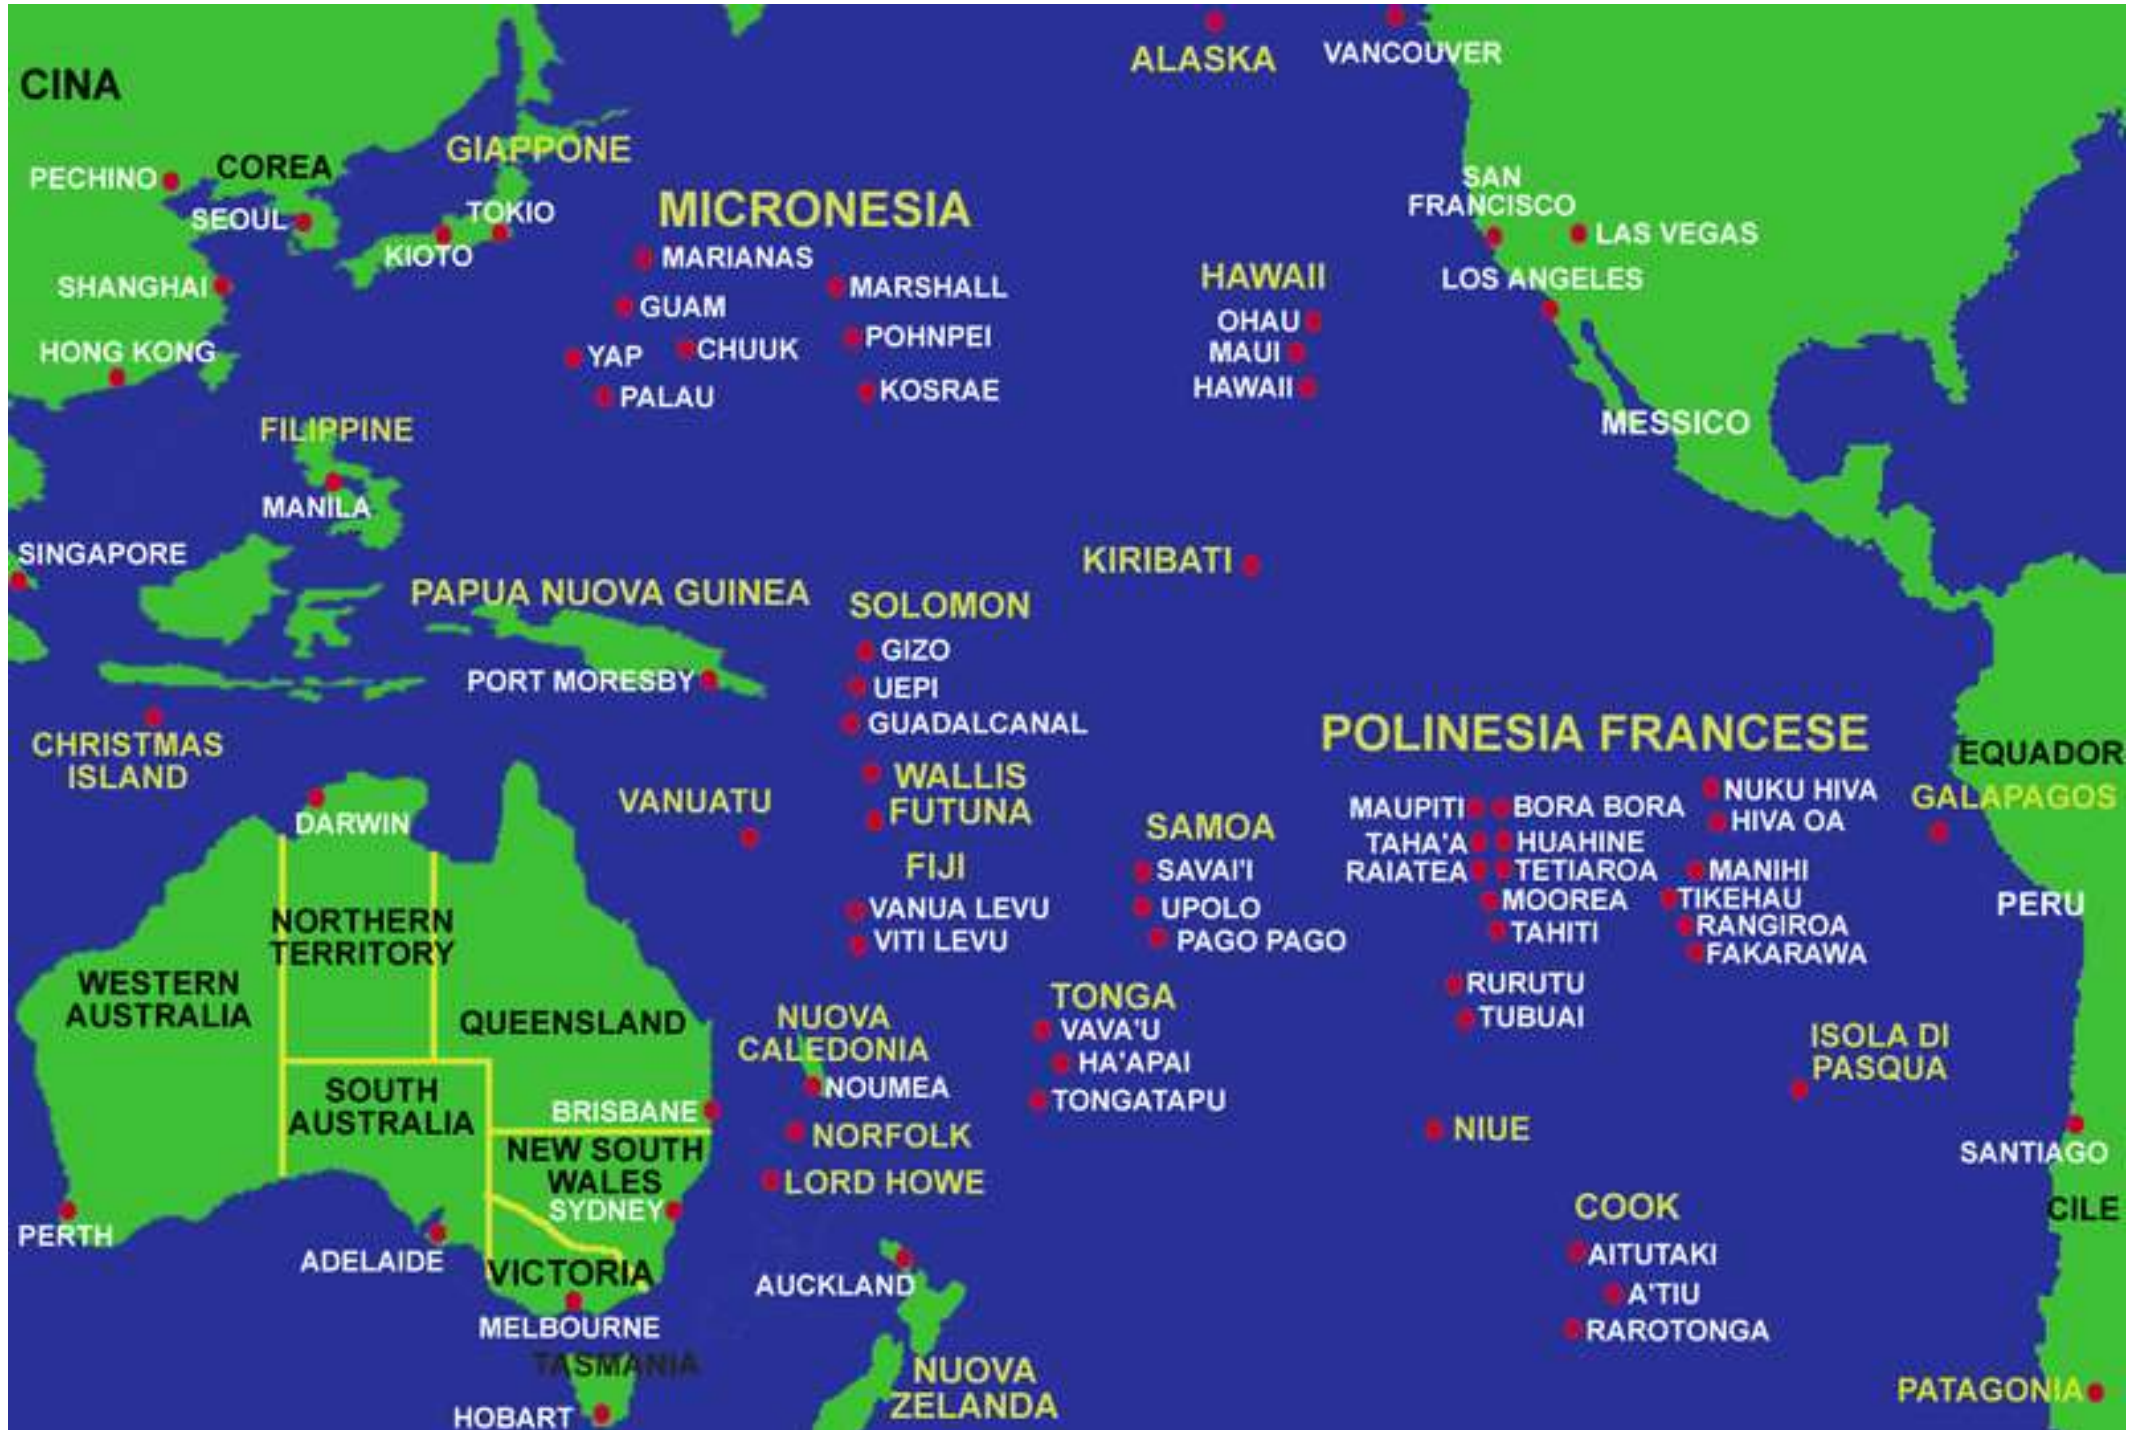 ALASKA
VANCOUVER
CINA
GIAPPONE
COREA
PECHINO
SEOUL
TOKIO
KIOTO
SHANGHAI
HONG KONG
MICRONESIA
MARIANAS
MARSHALL
GUAM
POHNPEI
YAP
CHUUK
PALAU
KOSRAE
HAWAII
OHAU
MAUI
HAWAII
SAN
FRANCISCO
LAS VEGAS
LOS ANGELES
MESSICO
FILIPPINE
MANILA
SINGAPORE
PAPUA NUOVA GUINEA
PORT MORESBY
KIRIBATI
SOLOMON
GIZO
UEPI
GUADALCANAL
WALLIS
FUTUNA
CHRISTMAS
ISLAND
VANUATU
FIJI
VANUA LEVU
VITI LEVU
SAMOA
SAVAI'I
UPOLO
PAGO PAGO
POLINESIA FRANCESE
MAUPITI
BORA BORA
NUKU HIVA
HIVA OA
TAHA'A
HUAHINE
RAIATEA
TETIAROA
MANIHI
MOOREA
TIKEHAU
TAHITI
RANGIROA
FAKARAWA
RURUTU
TUBUAI
EQUADOR
GALAPAGOS
PERU
DARWIN
NORTHERN
TERRITORY
WESTERN
AUSTRALIA
QUEENSLAND
SOUTH
AUSTRALIA
BRISBANE
NEW SOUTH
WALES
SYDNEY
PERTH
ADELAIDE
VICTORIA
MELBOURNE
TASMANIA
HOBART
NUOVA
CALEDONIA
NOUMEA
NORFOLK
LORD HOWE
TONGA
VAVA'U
HA'APAI
TONGATAPU
NIUE
ISOLA DI
PASQUA
SANTIAGO
CILE
COOK
AITUTAKI
A'TIU
RAROTONGA
AUCKLAND
NUOVA
ZELANDA
PATAGONIA